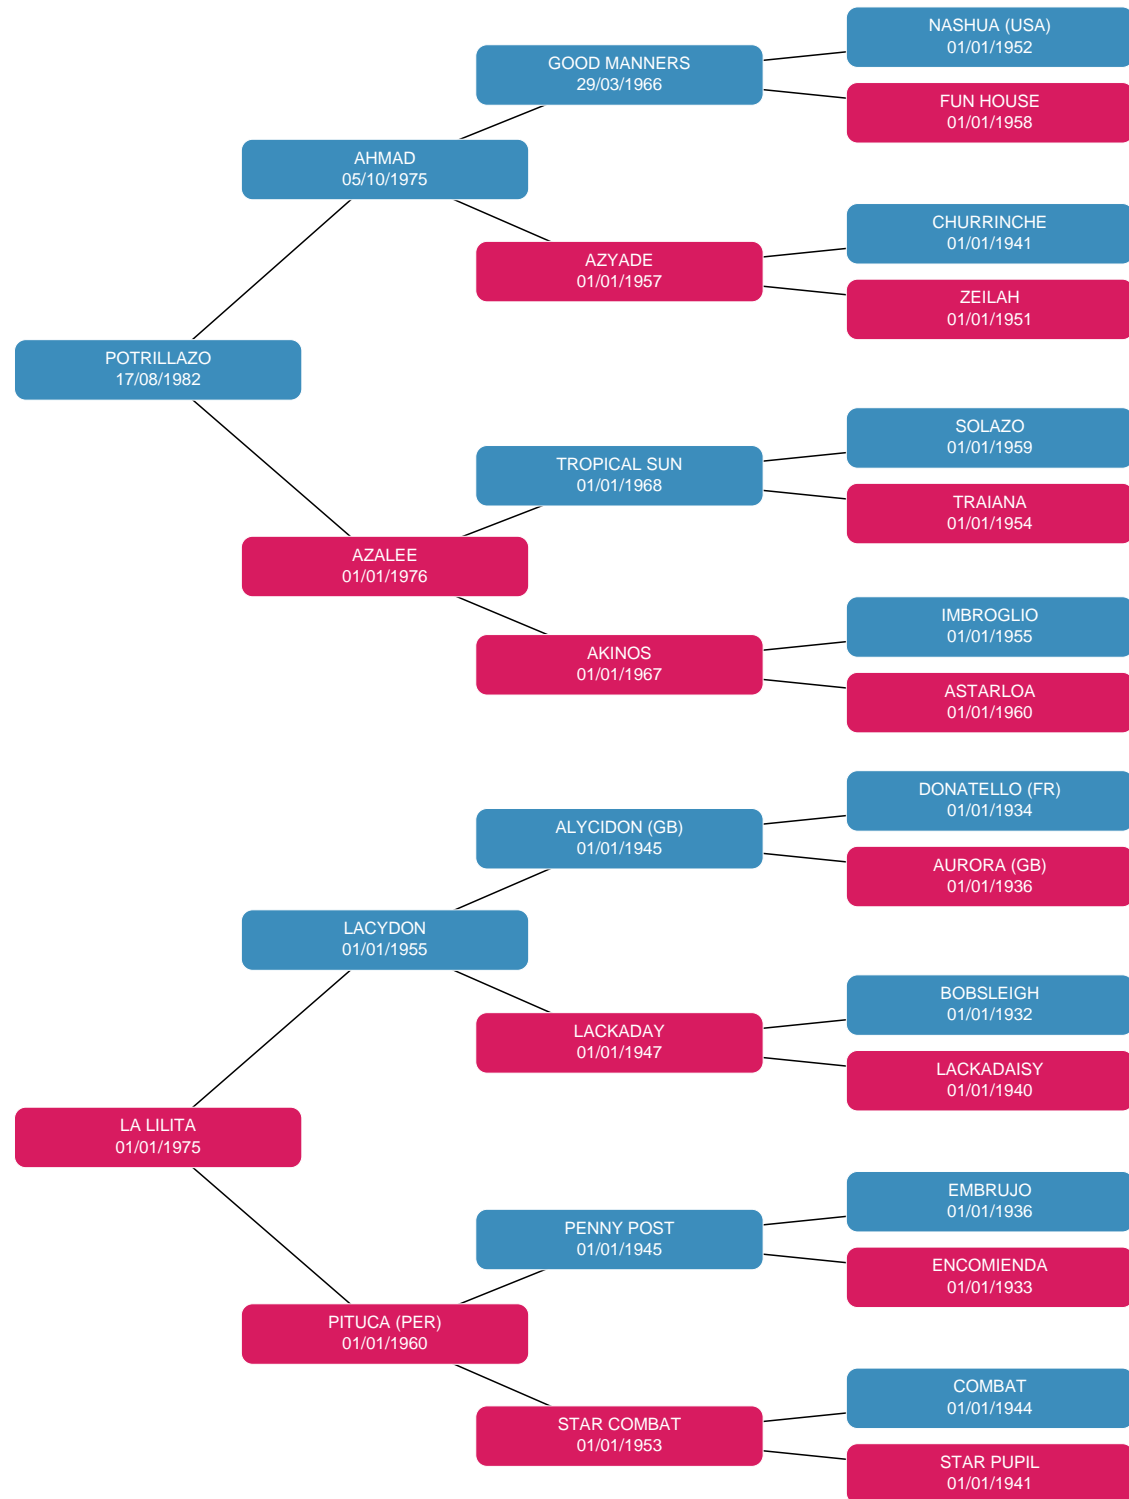 NASHUA (USA)
01/01/1952
GOOD MANNERS
29/03/1966
FUN HOUSE
01/01/1958
AHMAD
05/10/1975
CHURRINCHE
01/01/1941
AZYADE
01/01/1957
ZEILAH
01/01/1951
POTRILLAZO
17/08/1982
SOLAZO
01/01/1959
TROPICAL SUN
01/01/1968
TRAIANA
01/01/1954
AZALEE
01/01/1976
IMBROGLIO
01/01/1955
AKINOS
01/01/1967
ASTARLOA
01/01/1960
DONATELLO (FR)
01/01/1934
ALYCIDON (GB)
01/01/1945
AURORA (GB)
01/01/1936
LACYDON
01/01/1955
BOBSLEIGH
01/01/1932
LACKADAY
01/01/1947
LACKADAISY
01/01/1940
LA LILITA
01/01/1975
EMBRUJO
01/01/1936
PENNY POST
01/01/1945
ENCOMIENDA
01/01/1933
PITUCA (PER)
01/01/1960
COMBAT
01/01/1944
STAR COMBAT
01/01/1953
STAR PUPIL
01/01/1941